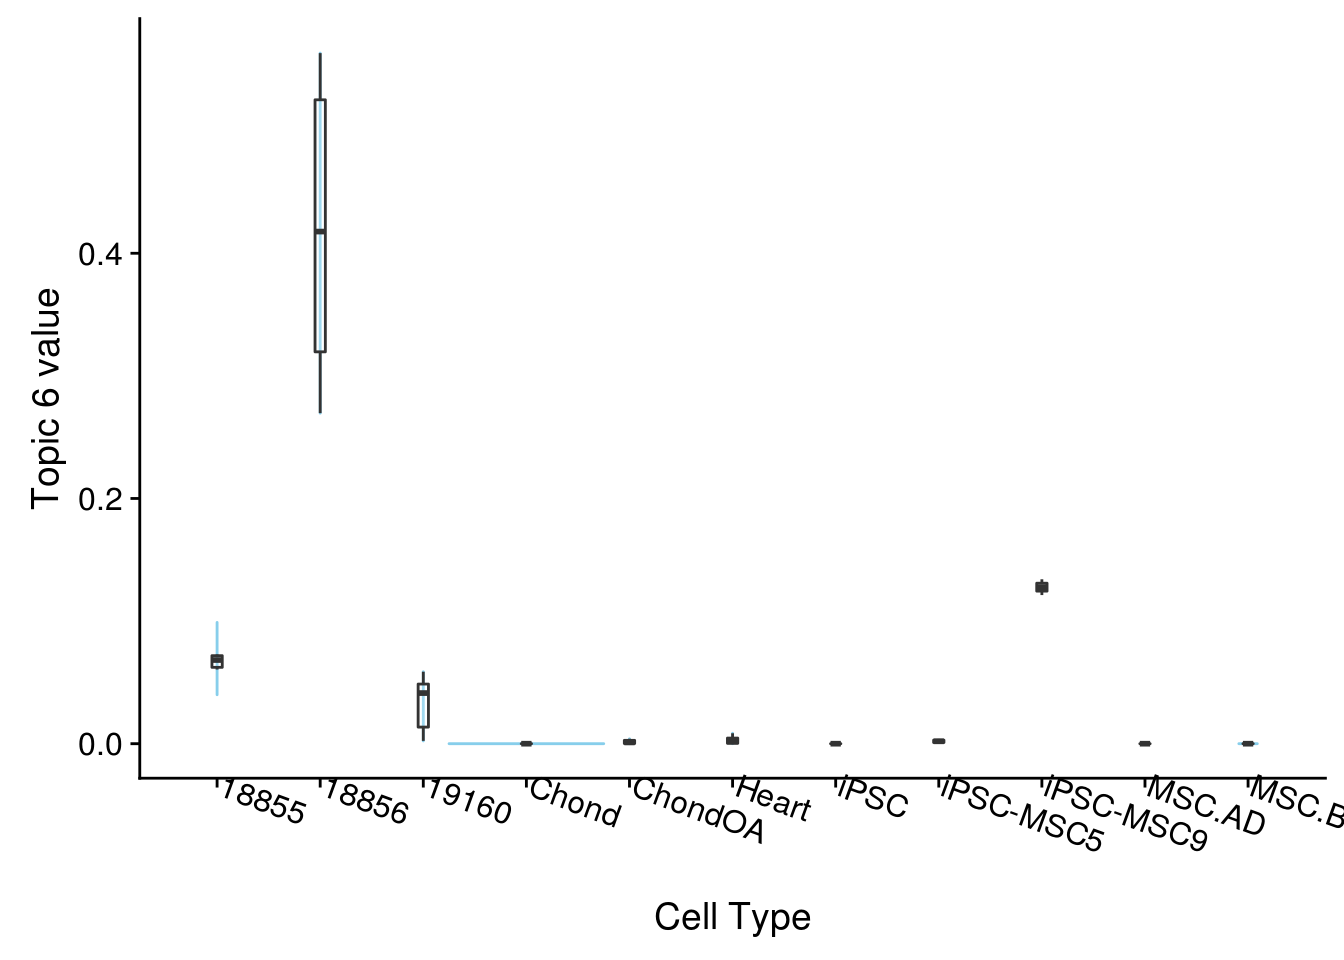 Topic 6 value
0.4
0.2
0.0
18855
18856
19160
Chond
ChondOA
Heart
iPSC
iPSC-MSC5
iPSC-MSC9
MSC.AD
MSC.B
Cell Type